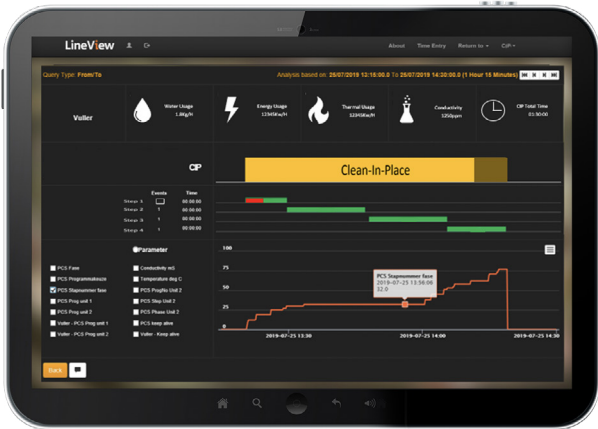 LineView
About Time Entry Return to CIP
Query Type: From/To
Analysis based on: 25/07/2019 13:15:00.0 To 25/07/2019 14:30:00.0 (1 Hour 15 Minutes)
Vuller
Water Usage
1.8Kg/H
Energy Usage
12345Kw/H
Thermal Usage
12345Kw/H
Conductivity
1250ppm
CIP Total Time
01:30:00
CIP
Clean-In-Place
Events Time
Step 1 00:00:00
Step 2 1 00:00:00
Step 3 1 00:00:00
Step 4 1 00:00:00
Parameter
PCS Fase
Conductivity mS
PCS Programmakeuze
Temperature deg C
PCS Stapnummer fase
PCS ProgNo Unit 2
PCS Prog unit 1
PCS Step Unit 2
PCS Prog unit 2
PCS Phase Unit 2
Vuller - PCS Prog unit 1
PCS keep alive
Vuller - PCS Prog unit 2
Vuller - Keep alive
100
75
50
25
0
PCS Stapnummer fase
2019-07-25 13:56:06
32.0
2019-07-25 13:30
2019-07-25 14:00
2019-07-25 14:30
Back